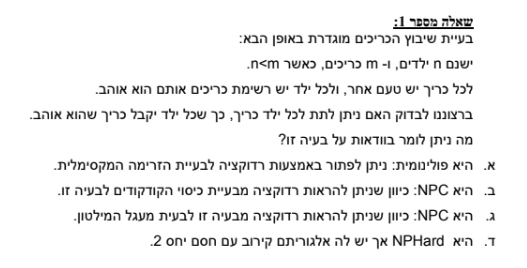 שאלה מספר 1:
בעיית שיבוץ הכריכים מוגדרת באופן הבא:
ישנם n ילדים, ו- m כריכים, כאשר n<m.
לכל כריך יש טעם אחר, ולכל ילד יש רשימת כריכים אותם הוא אוהב.
ברצוננו לבדוק האם ניתן לתת לכל ילד כריך, כך שכל ילד יקבל כריך שהוא אוהב.
מה ניתן לומר בוודאות על בעיה זו?
א. היא פולינומית: ניתן לפתור באמצעות רדוקציה לבעיית הזרימה המקסימלית.
ב. היא NPC: כיוון שניתן להראות רדוקציה מבעיית כיסוי הקודקודים לבעיה זו.
ג. היא NPC: כיוון שניתן להראות רדוקציה מבעיה זו לבעית מעגל המילטון.
ד. היא NPHard אך יש לה אלגוריתם קירוב עם חסם יחס 2.